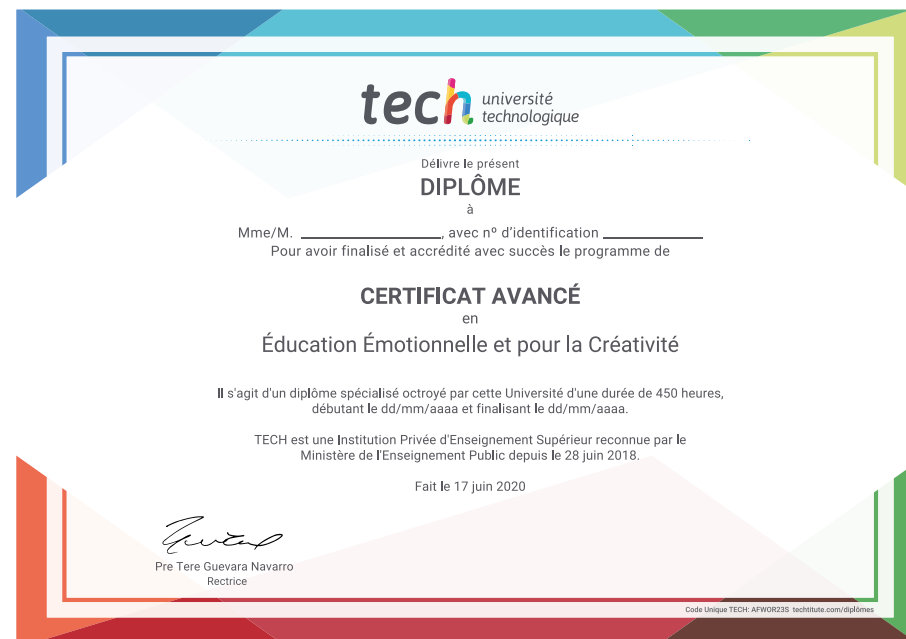 tech université
technologique
Délivre le présent
DIPLÔME
à
Mme/M. ____________________, avec nº d'identification ______________
Pour avoir finalisé et accrédité avec succès le programme de
CERTIFICAT AVANCÉ
en
Éducation Émotionnelle et pour la Créativité
Il s'agit d'un diplôme spécialisé octroyé par cette Université d'une durée de 450 heures,
débutant le dd/mm/aaaa et finalisant le dd/mm/aaaa.
TECH est une Institution Privée d'Enseignement Supérieur reconnue par le
Ministère de l'Enseignement Public depuis le 28 juin 2018.
Fait le 17 juin 2020
Pre Tere Guevara Navarro
Rectrice
Code Unique TECH: AFWOR23S techtitute.com/diplômes